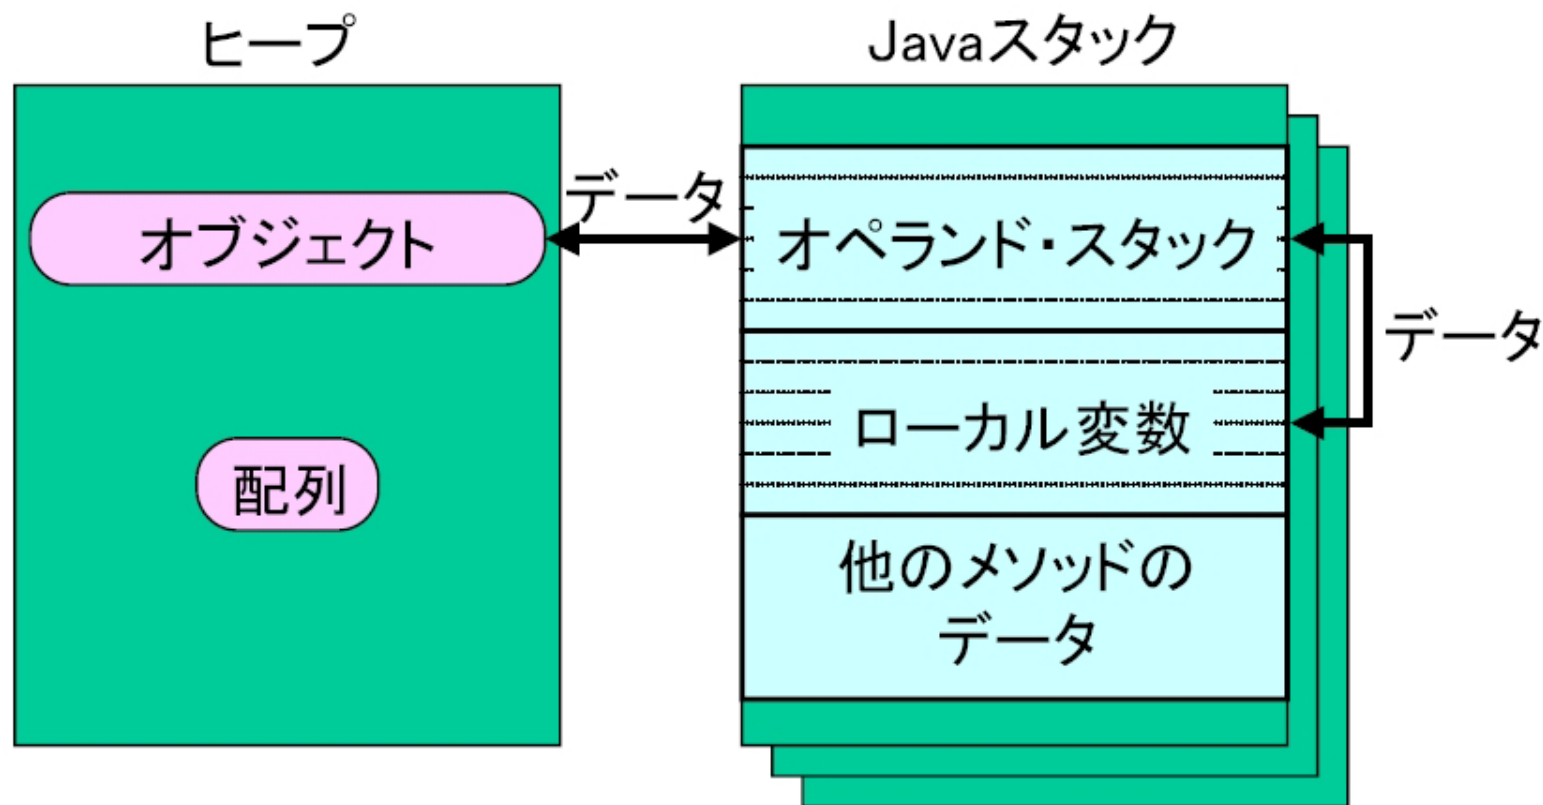 ヒープ
Javaスタック
オブジェクト
データ
オペランド・スタック
データ
配列
ローカル変数
他のメソッドの
データ